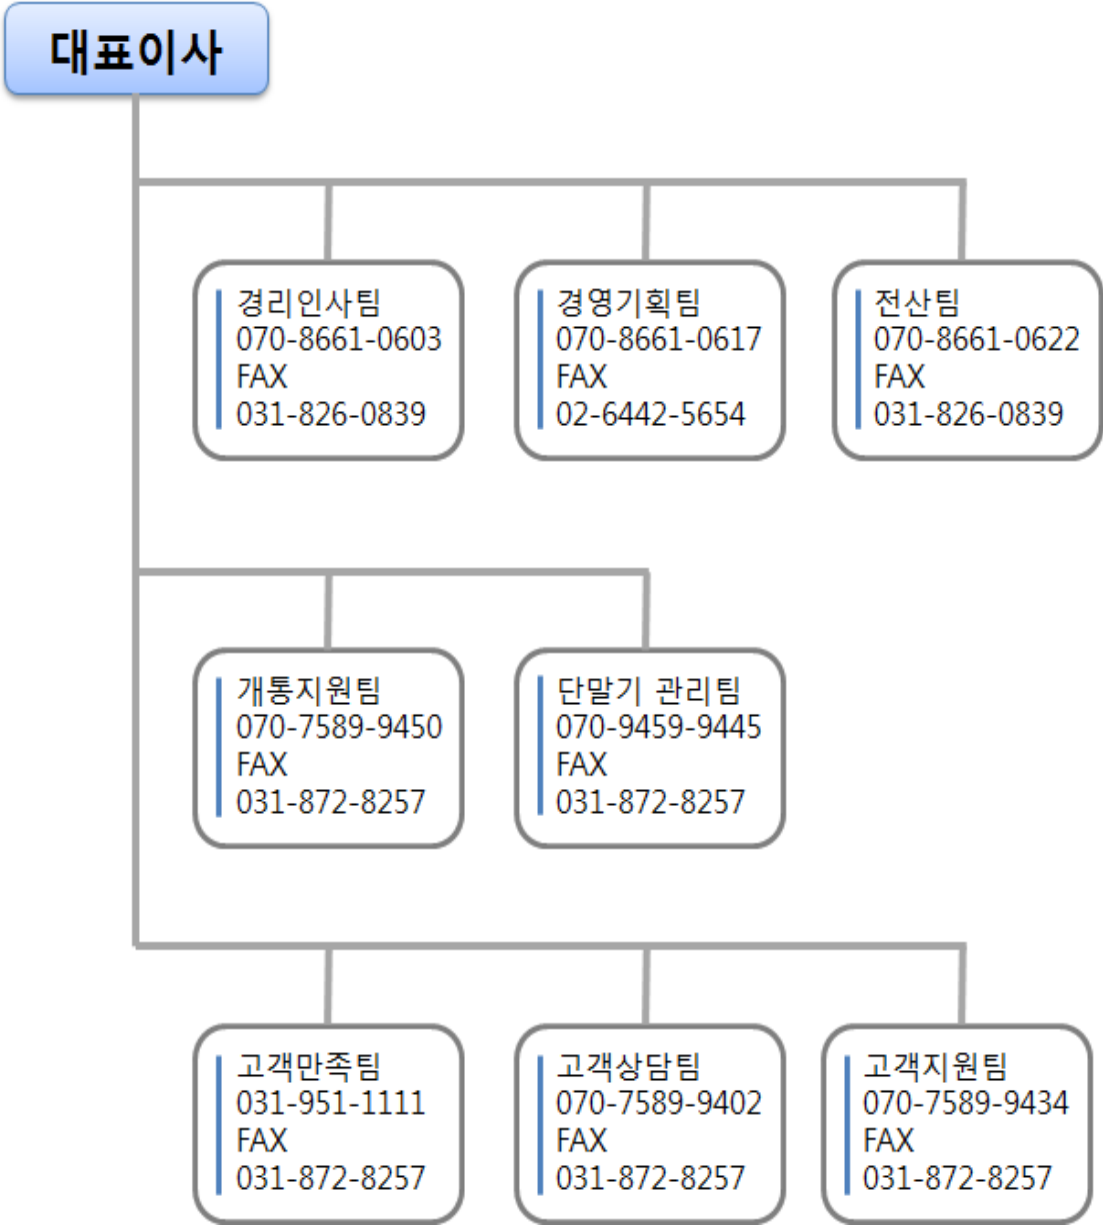 대표이사
경리인사팀
070-8661-0603
FAX
031-826-0839
경영기획팀
070-8661-0617
FAX
02-6442-5654
전산팀
070-8661-0622
FAX
031-826-0839
개통지원팀
070-7589-9450
FAX
031-872-8257
단말기 관리팀
070-9459-9445
FAX
031-872-8257
고객만족팀
031-951-1111
FAX
031-872-8257
고객상담팀
070-7589-9402
FAX
031-872-8257
고객지원팀
070-7589-9434
FAX
031-872-8257